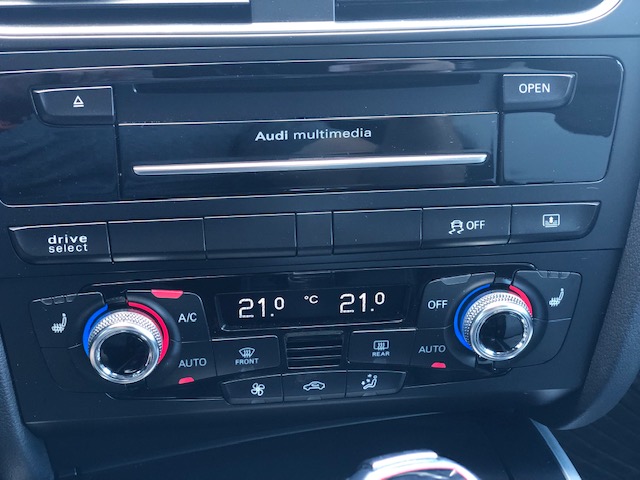 OPEN
Audi multimedia
drive
select
OFF
21.0 °C 21.0
A/C
OFF
AUTO
FRONT
REAR
AUTO